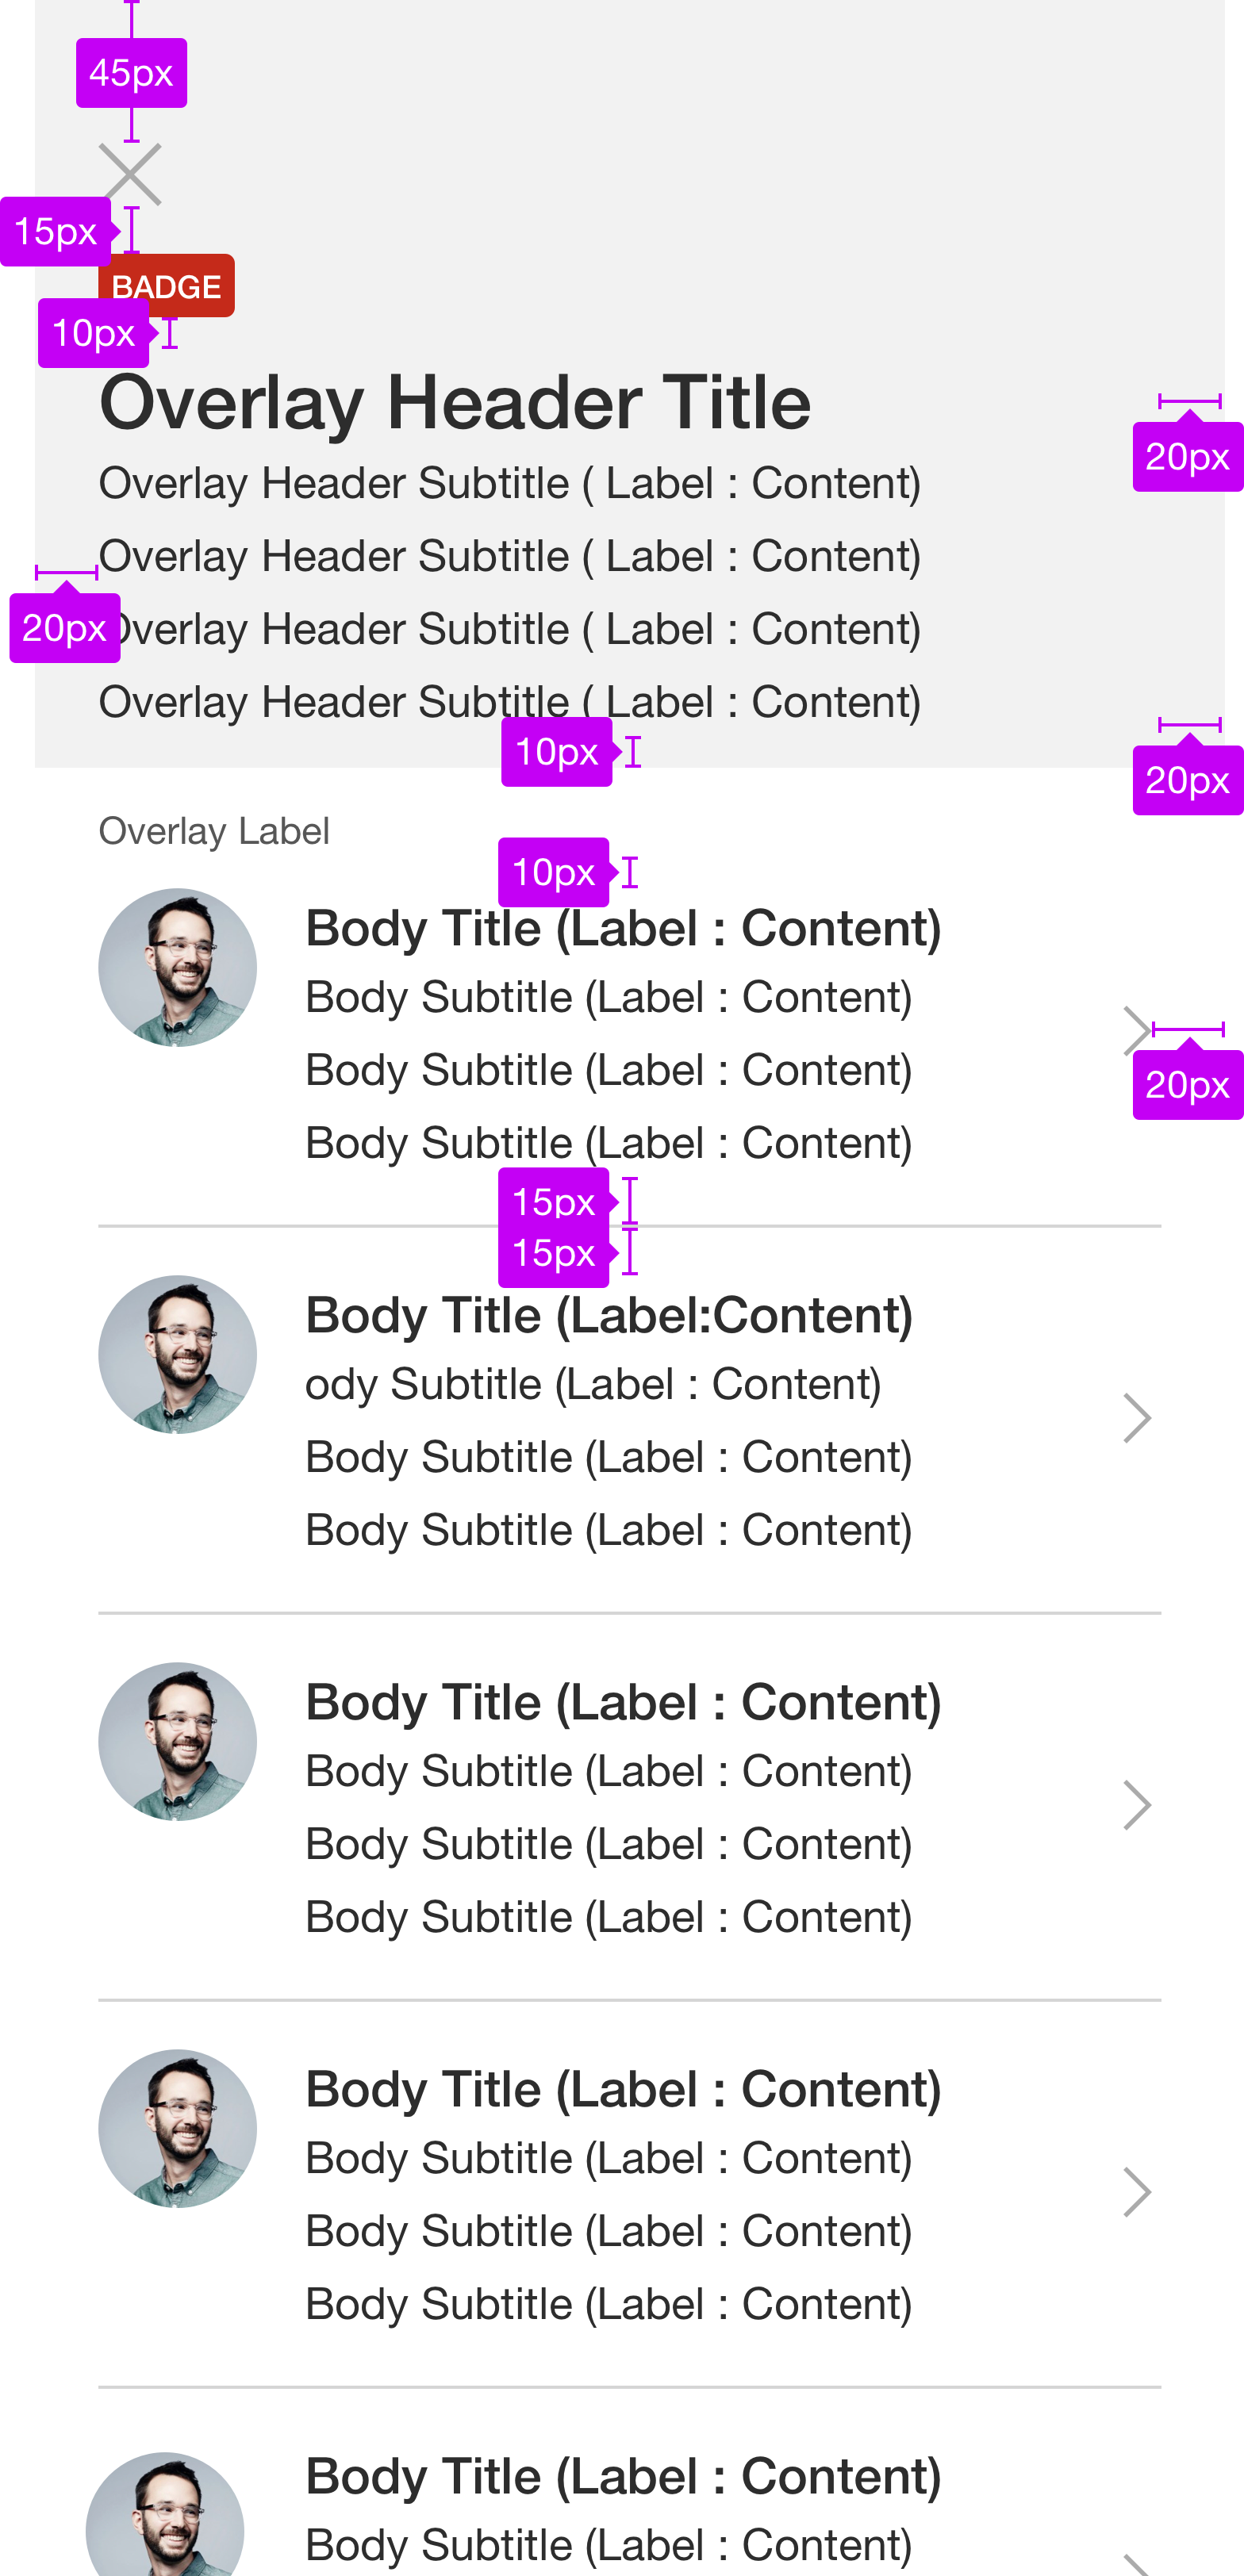 45px
15px
BADGE
10px
Overlay Header Title
20px
Overlay Header Subtitle ( Label : Content)
Overlay Header Subtitle ( Label : Content)
20px
verlay Header Subtitle ( Label : Content)
Overlay Header Subtitle ( Label : Content)
10px
20px
Overlay Label
10px
Body Title (Label : Content)
Body Subtitle (Label : Content)
Body Subtitle (Label : Content)
20px
Body Subtitle (Label : Content)
15px
15px
Body Title (Label:Content)
ody Subtitle (Label : Content)
Body Subtitle (Label : Content)
Body Subtitle (Label : Content)
Body Title (Label : Content)
Body Subtitle (Label : Content)
Body Subtitle (Label : Content)
Body Subtitle (Label : Content)
Body Title (Label : Content)
Body Subtitle (Label : Content)
Body Subtitle (Label : Content)
Body Subtitle (Label : Content)
Body Title (Label : Content)
Body Subtitle (Label : Content)